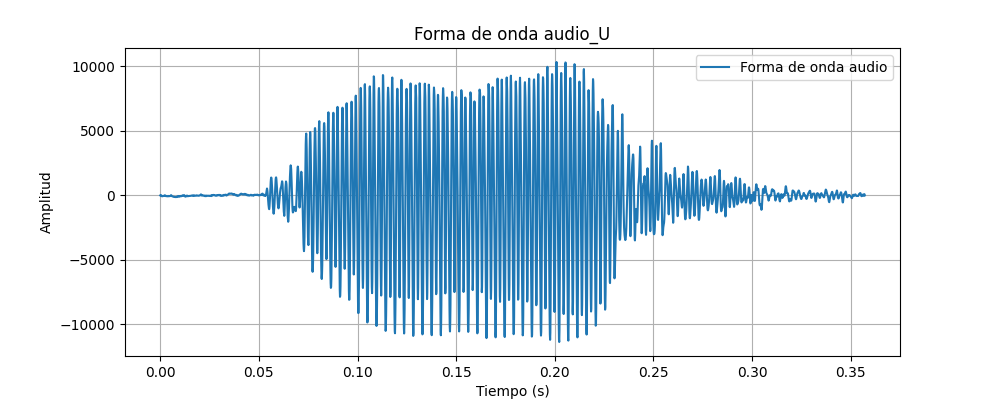 Forma de onda audio_U
Forma de onda audio
10000
5000
0
−5000
−10000
Amplitud
0.00 0.05 0.10 0.15 0.20 0.25 0.30 0.35
Tiempo (s)